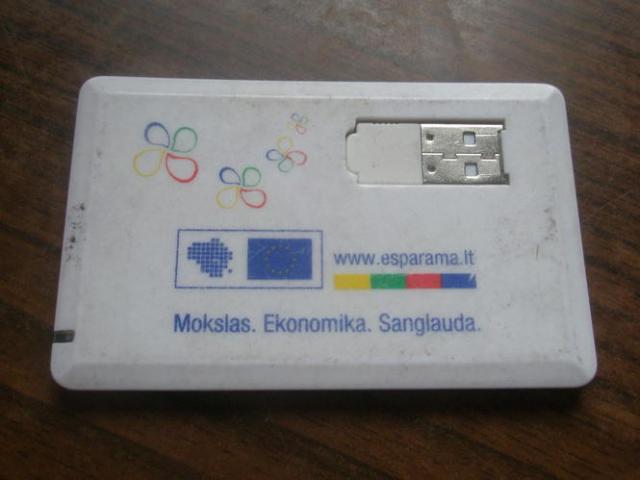 www.esparama.lt
Mokslas. Ekonomika. Sanglauda.